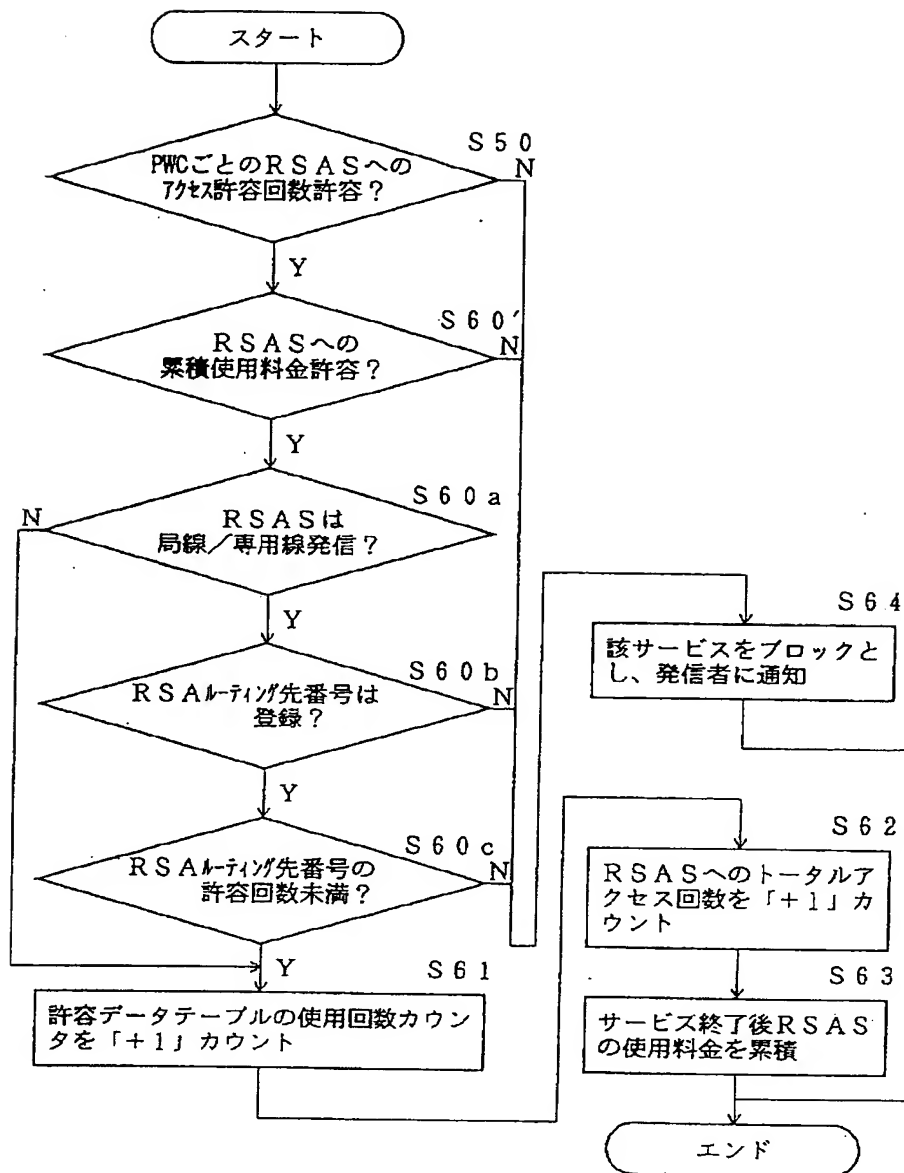 スタート
S50
PWCごとのRSASへの
アクセス許容回数許容？
N
Y
S60′
RSASへの
累積使用料金許容？
N
Y
S60a
N
RSASは
局線／専用線発信？
Y
S60b
RSAルーティング先番号は
登録？
N
Y
S60c
RSAルーティング先番号の
許容回数未満？
N
Y
S61
許容データテーブルの使用回数カウン
タを「+1」カウント
S64
該サービスをブロックと
し、発信者に通知
S62
RSASへのトータルア
クセス回数を「+1」カ
ウント
S63
サービズ終了後RSAS
の使用料金を累積
エンド